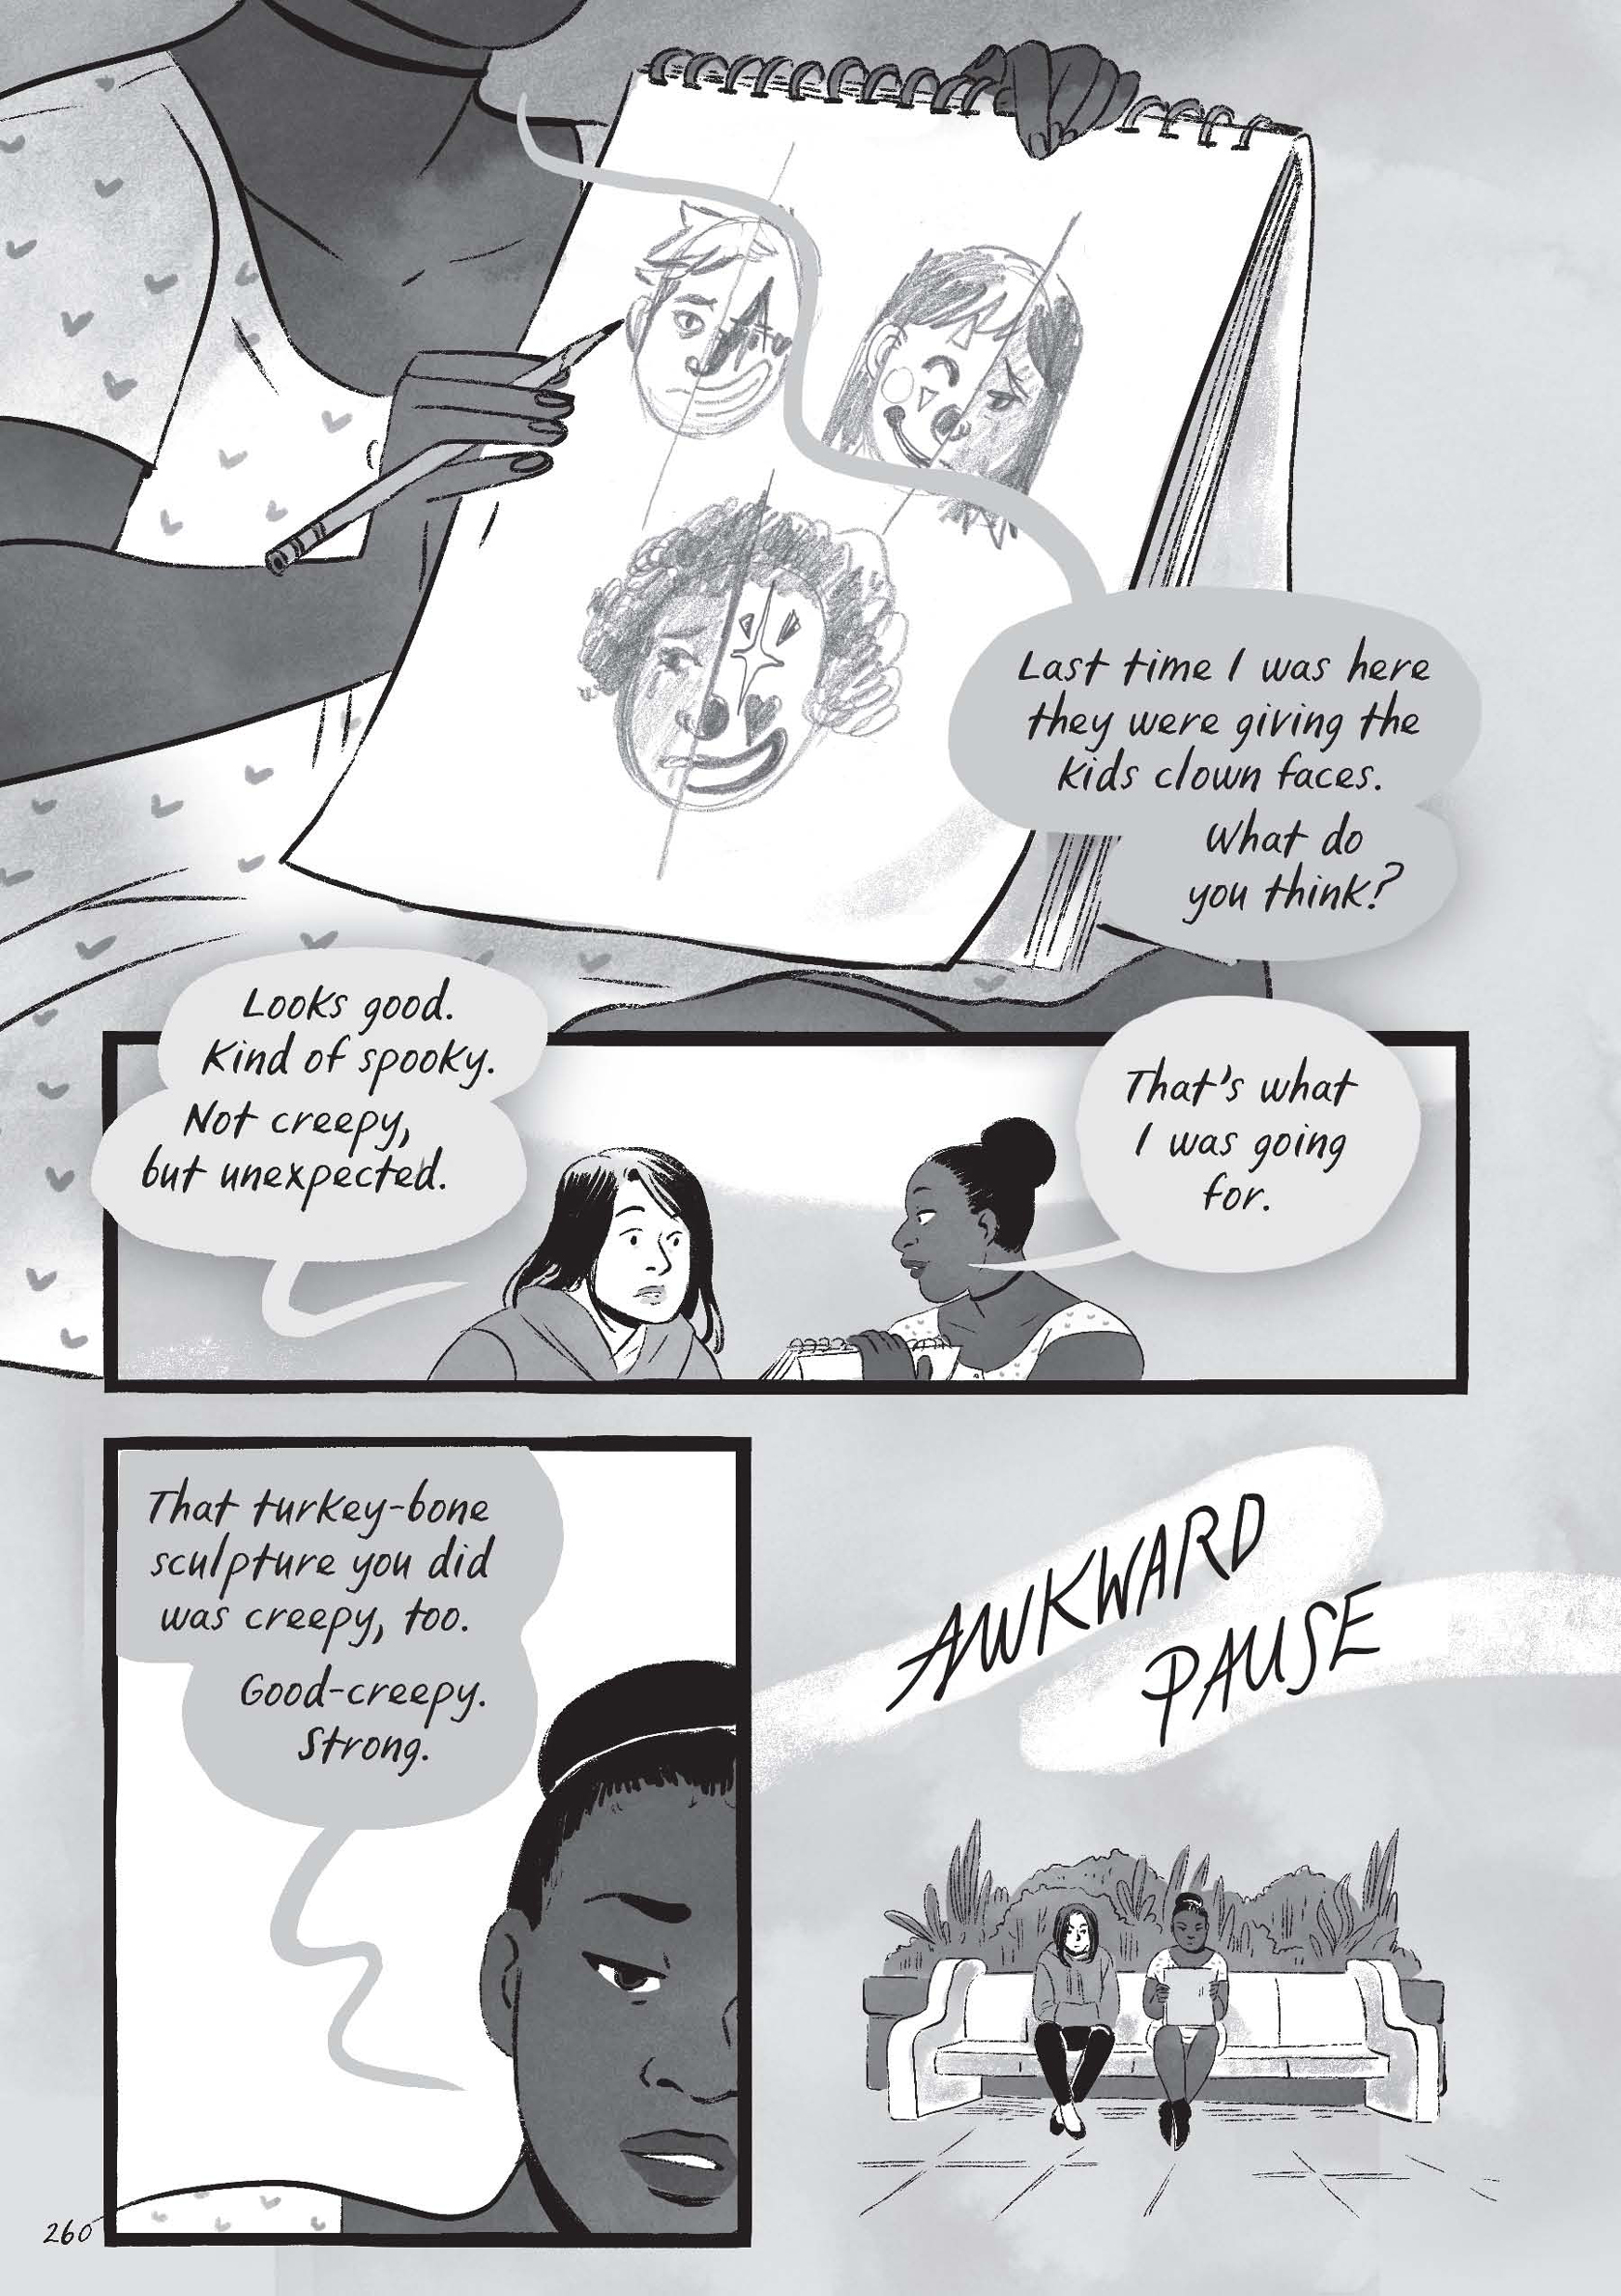 Last time I was here
they were giving the
kids clown faces.
What do
you think?
Looks good.
Kind of spooky.
Not creepy,
but unexpected.
That's what
I was going
for.
That turkey-bone
sculpture you did
was creepy, too.
Good-creepy.
Strong.
AWKWARD
PAUSE
260